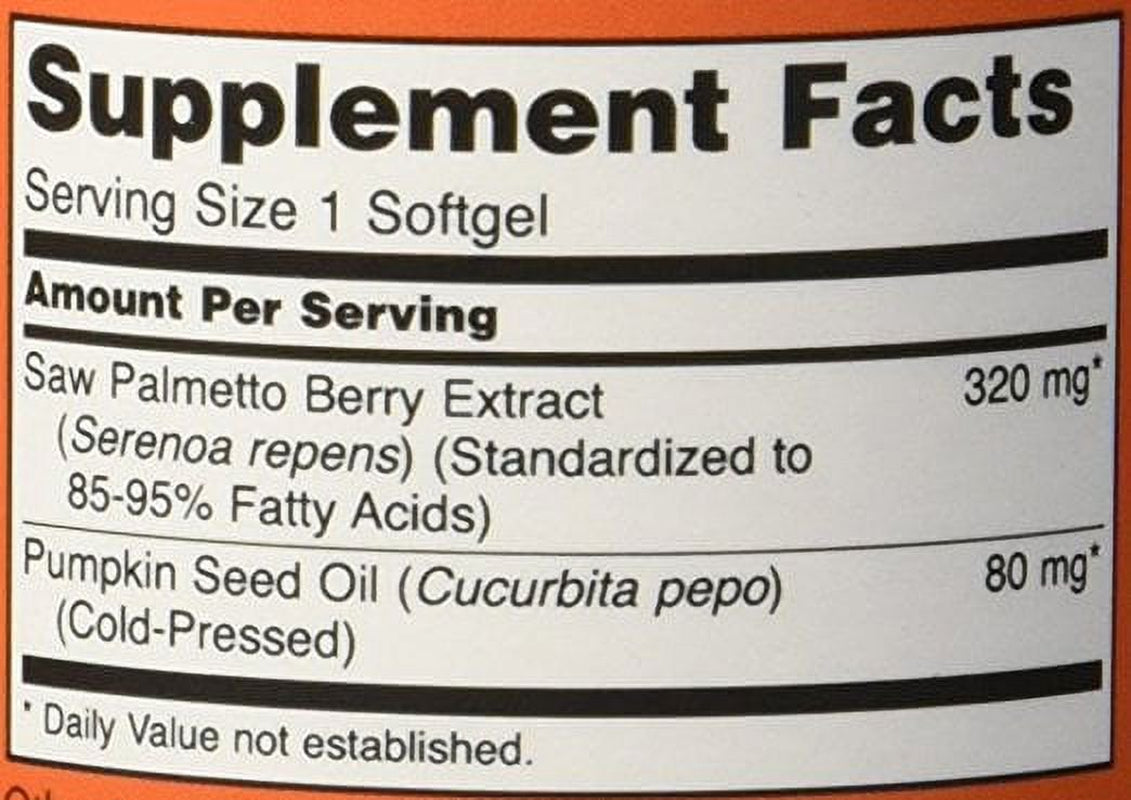 Supplement Facts
Serving Size 1 Softgel
Amount Per Serving
Saw Palmetto Berry Extract 320 mg*
(Serenoa repens) (Standardized to
85-95% Fatty Acids)
Pumpkin Seed Oil (Cucurbita pepo) 80 mg*
(Cold-Pressed)
* Daily Value not established.